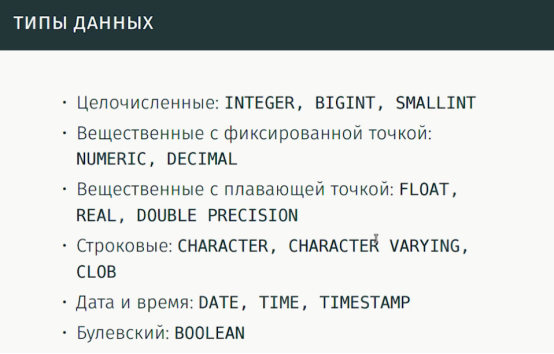 ТИПЫ ДАННЫХ
• Целочисленные: INTEGER, BIGINT, SMALLINT
• Вещественные с фиксированной точкой:
NUMERIC, DECIMAL
• Вещественные с плавающей точкой: FLOAT,
REAL, DOUBLE PRECISION
• Строковые: CHARACTER, CHARACTER VARYING,
CLOB
• Дата и время: DATE, TIME, TIMESTAMP
• Булевский: BOOLEAN